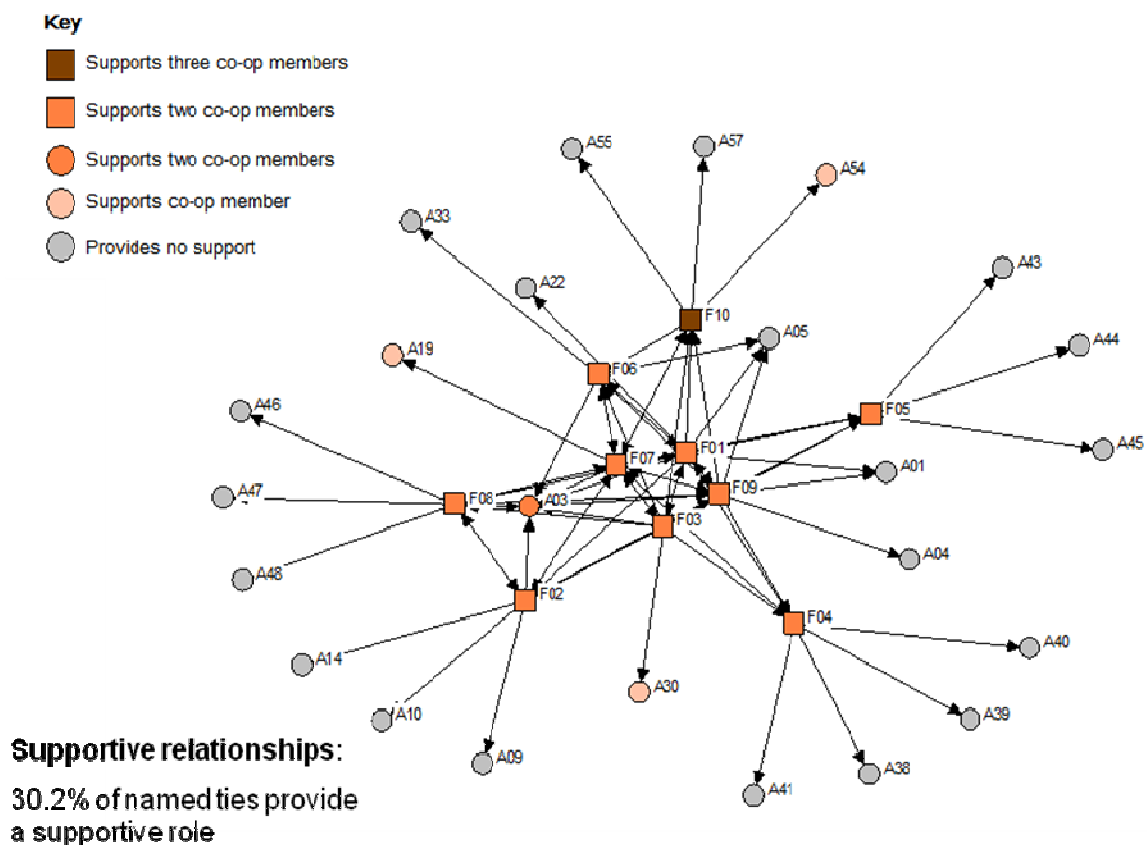 Key
Supports three co-op members
Supports two co-op members
Supports two co-op members
Supports co-op member
Provides no support
A55
A57
A54
A33
A22
A43
F10
A05
A44
A19
F06
A46
F05
F01
A45
F07
A01
A47
F08
A03
F09
F03
A04
A48
F02
F04
A40
A14
A30
A10
A39
A09
A38
A41
Supportive relationships:
30.2% of named ties provide
a supportive role